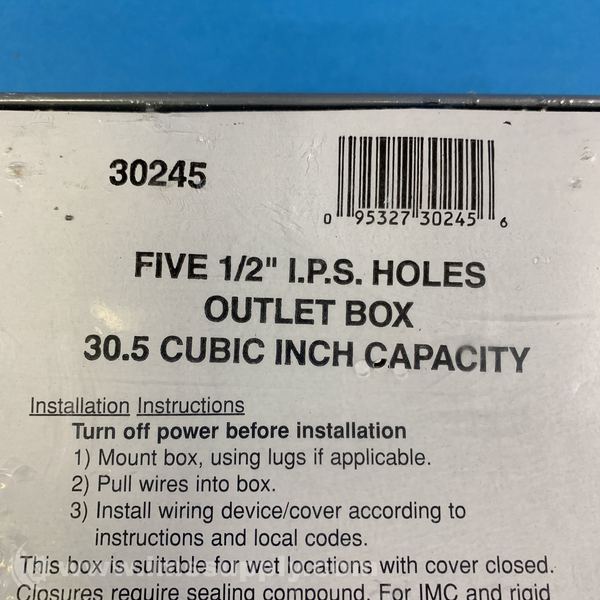 30245
0 95327 30245 6
FIVE 1/2" I.P.S. HOLES
OUTLET BOX
30.5 CUBIC INCH CAPACITY
Installation Instructions
Turn off power before installation
1) Mount box, using lugs if applicable.
2) Pull wires into box.
3) Install wiring device/cover according to
instructions and local codes.
This box is suitable for wet locations with cover closed.
Closures require sealing compound. For IMC and rigid